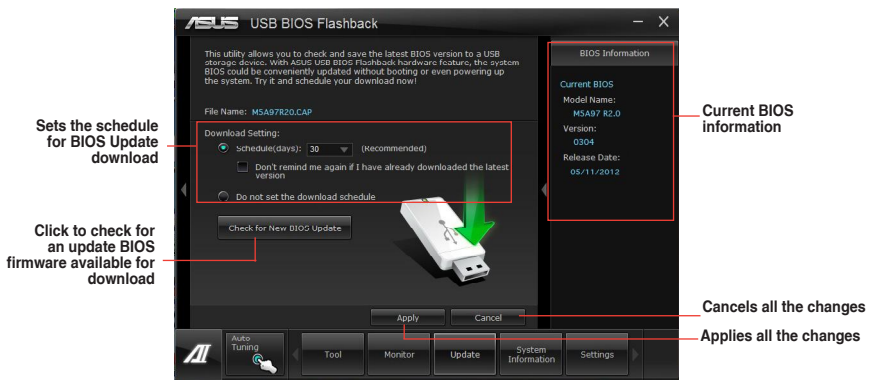 ASUS USB BIOS Flashback
This utility allows you to check and save the latest BIOS version to a USB
storage device. With ASUS USB BIOS Flashback hardware feature, the system
BIOS could be conveniently updated without booting or even powering up
the system. Try it and schedule your download now!
File Name: M5A97R20.CAP
Download Setting:
Schedule(days): 30 (Recommended)
Don't remind me again if I have already downloaded the latest
version
Do not set the download schedule
Check for New BIOS Update
Apply
Cancel
BIOS Information
Current BIOS
Model Name:
M5A97 R2.0
Version:
0304
Release Date:
05/11/2012
Auto
Tuning
Tool
Monitor
Update
System
Information
Settings
Sets the schedule
for BIOS Update
download
Click to check for
an update BIOS
firmware available for
download
Current BIOS
information
Cancels all the changes
Applies all the changes